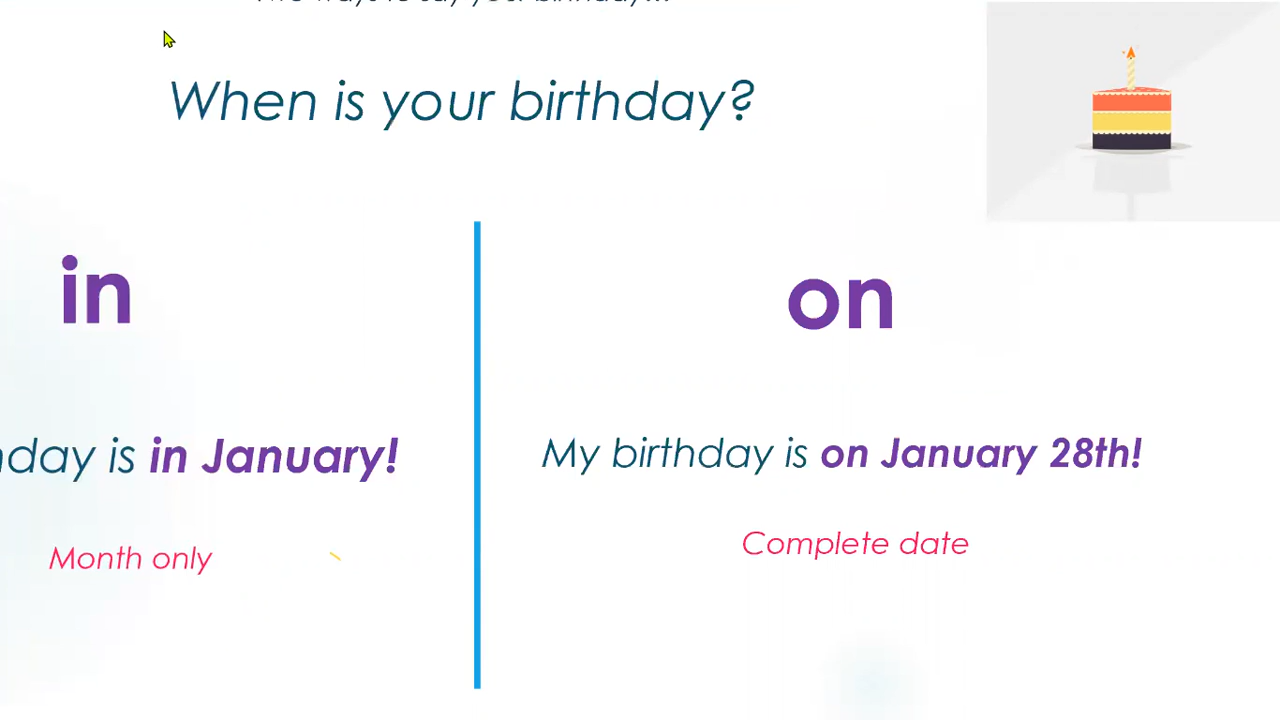 When is your birthday?
in
day is in January!
Month only
on
My birthday is on January 28th!
Complete date